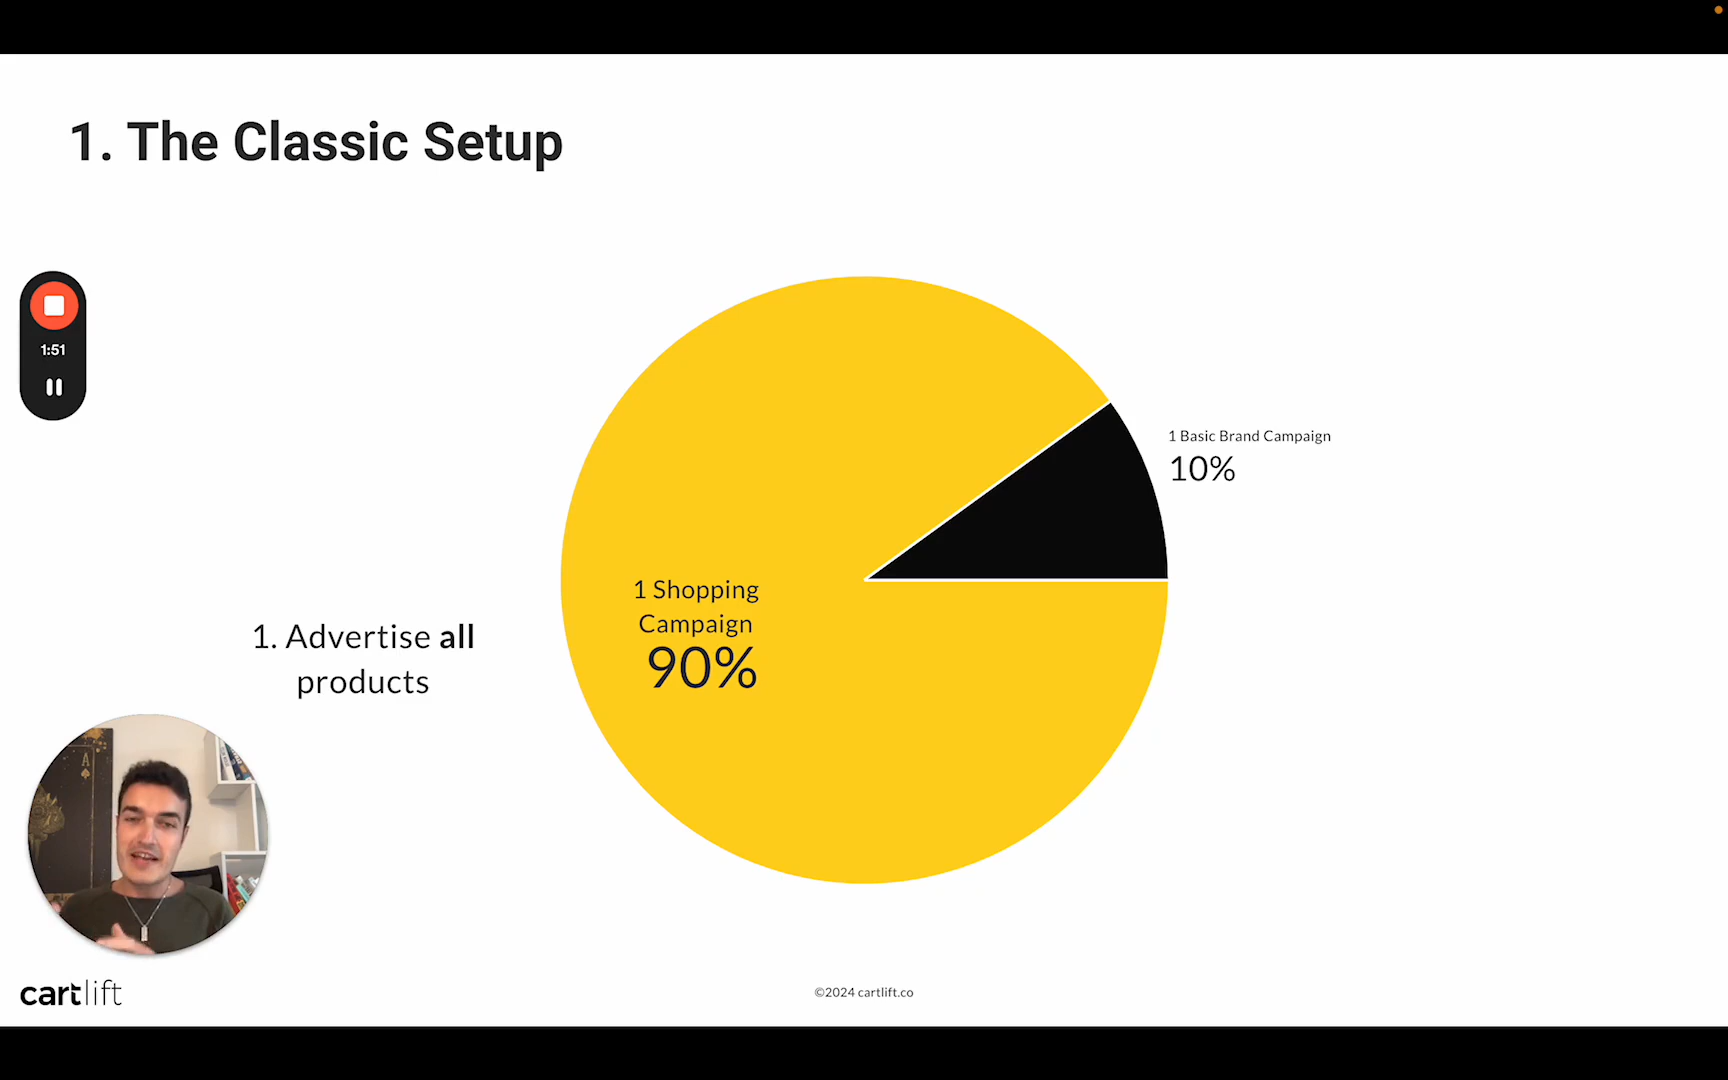 1. The Classic Setup
1:51
1 Basic Brand Campaign
10%
1 Shopping
Campaign
90%
1. Advertise all
products
A
cartlift
©2024 cartlift.co